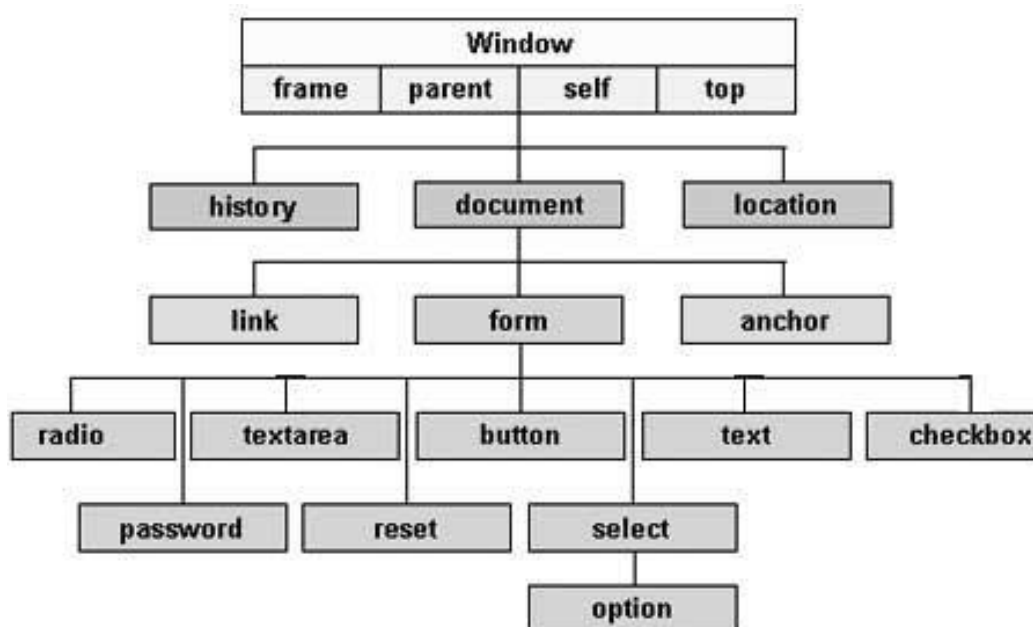 Window
frame parent self top
history document location
link form anchor
radio textarea button text checkbox
password reset select
option